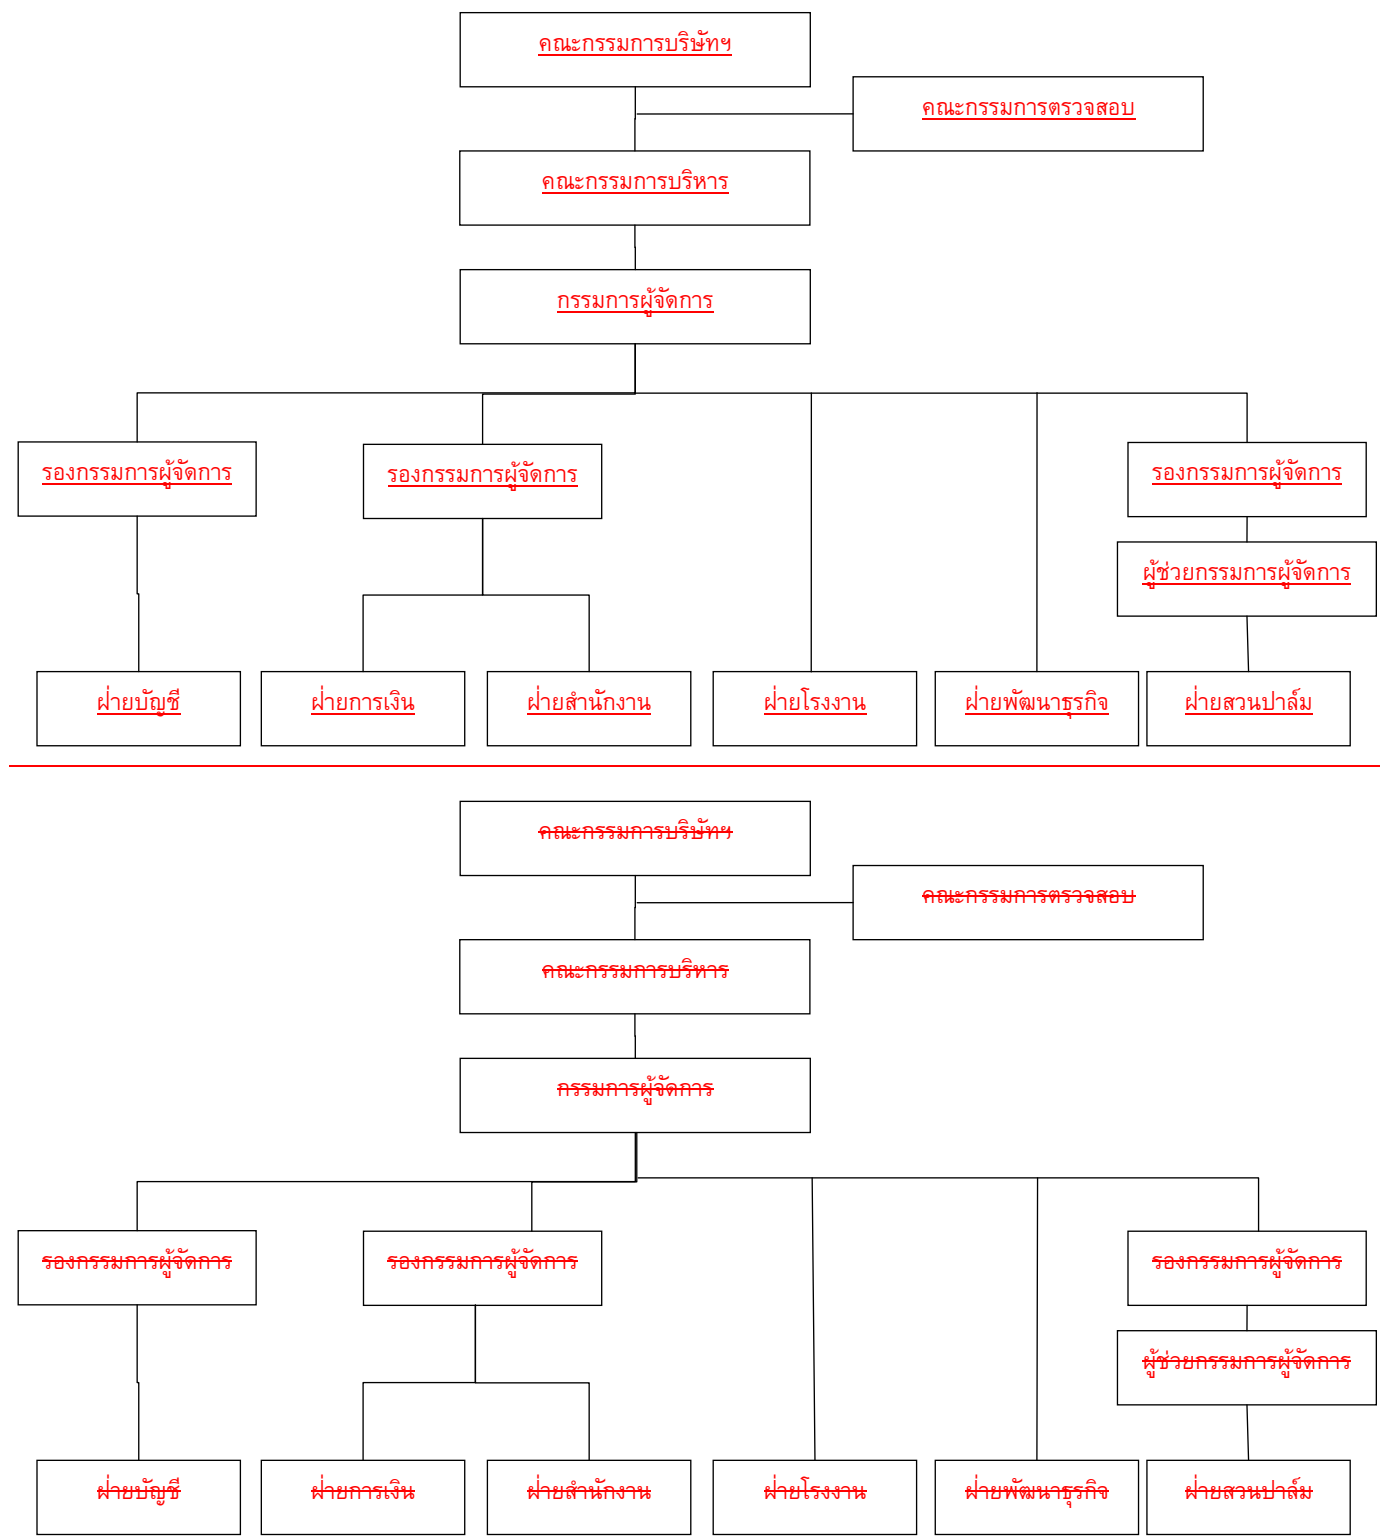 คณะกรรมการบริษัทฯ
คณะกรรมการตรวจสอบ
คณะกรรมการบริหาร
กรรมการผู้จัดการ
รองกรรมการผู้จัดการ
รองกรรมการผู้จัดการ
รองกรรมการผู้จัดการ
ผู้ช่วยกรรมการผู้จัดการ
ฝ่ายบัญชี
ฝ่ายการเงิน
ฝ่ายสำนักงาน
ฝ่ายโรงงาน
ฝ่ายพัฒนาธุรกิจ
ฝ่ายสวนปาล์ม
คณะกรรมการบริษัทฯ
คณะกรรมการตรวจสอบ
คณะกรรมการบริหาร
กรรมการผู้จัดการ
รองกรรมการผู้จัดการ
รองกรรมการผู้จัดการ
รองกรรมการผู้จัดการ
ผู้ช่วยกรรมการผู้จัดการ
ฝ่ายบัญชี
ฝ่ายการเงิน
ฝ่ายสำนักงาน
ฝ่ายโรงงาน
ฝ่ายพัฒนาธุรกิจ
ฝ่ายสวนปาล์ม